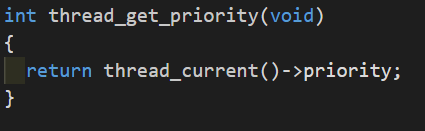 int thread_get_priority(void)
{
  return thread_current()->priority;
}